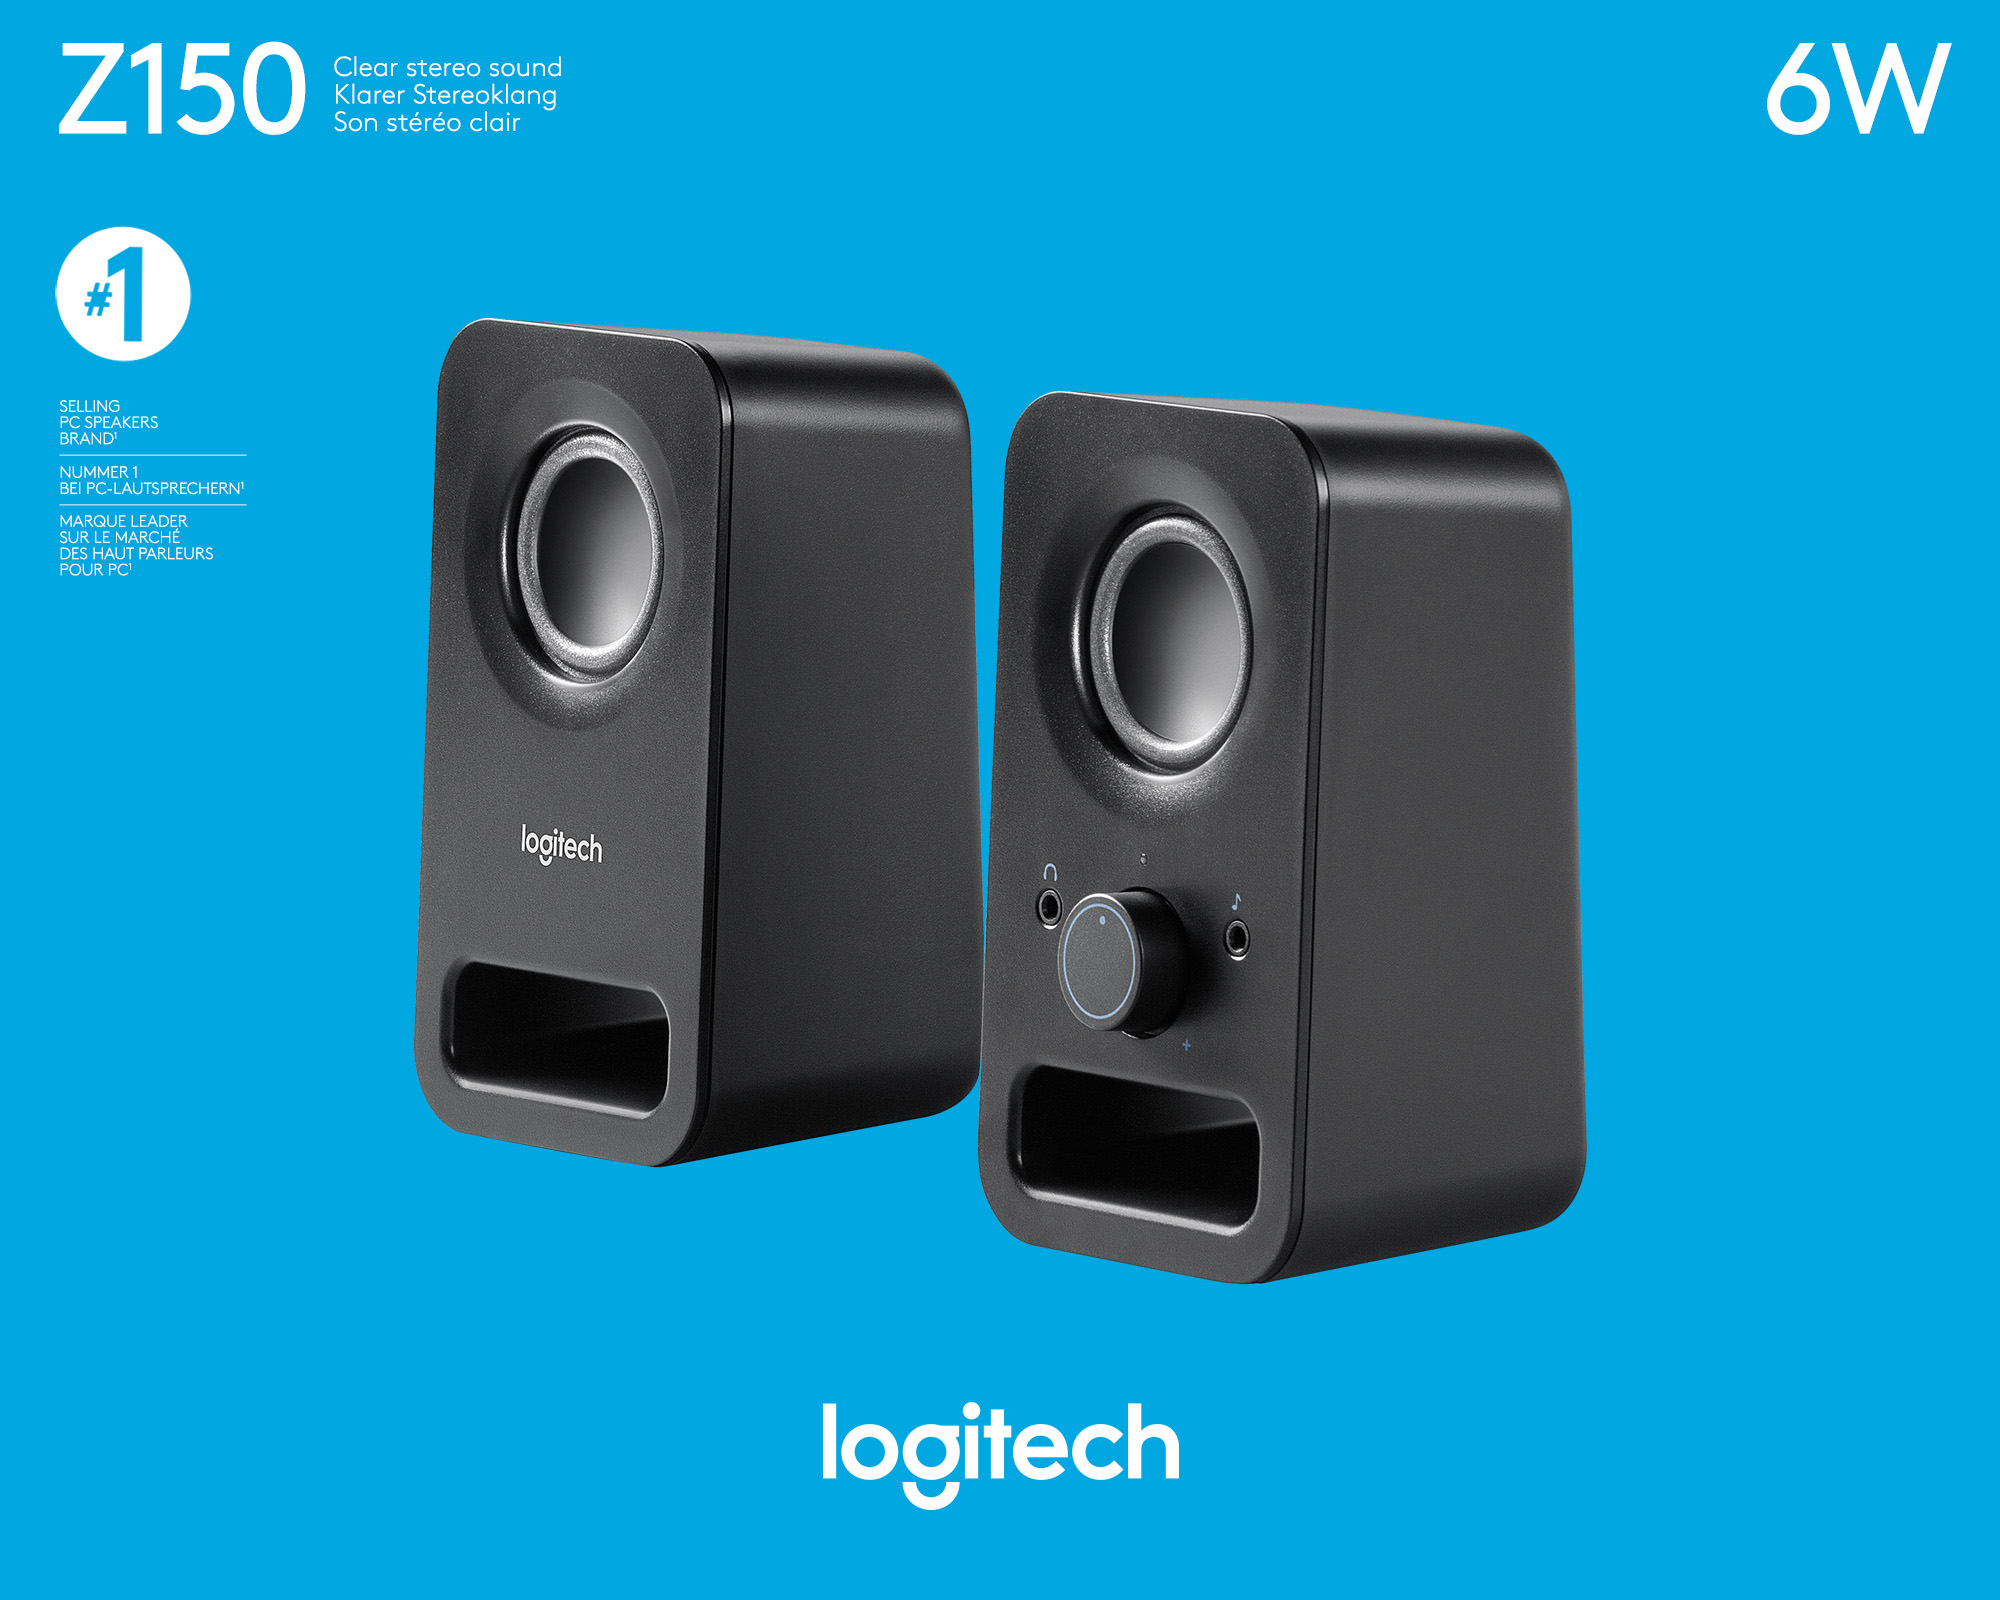 Z150
Clear stereo sound
Klarer Stereoklang
Son stéréo clair
6W
#1
SELLING
PC SPEAKERS
BRAND¹
NUMMER 1
BEI PC-LAUTSPRECHERN¹
MARQUE LEADER
SUR LE MARCHÉ
DES HAUT PARLEURS
POUR PC¹
logitech
logitech